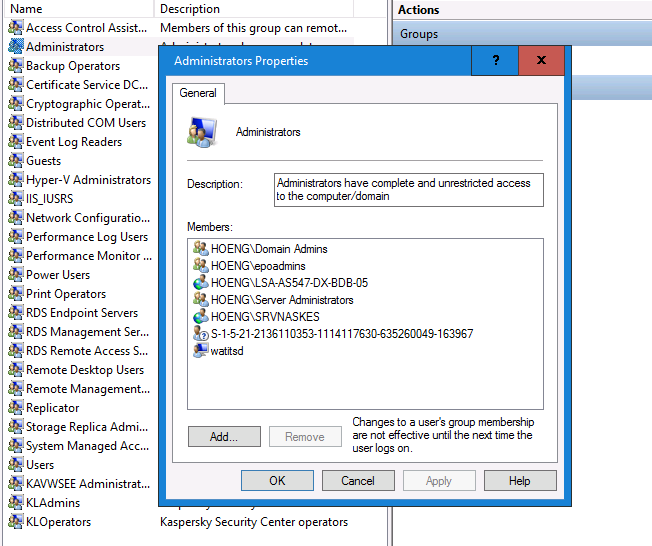 Name Description
Access Control Assist... Members of this group can remot...
Administrators
Backup Operators
Certificate Service DC...
Cryptographic Operat...
Distributed COM Users
Event Log Readers
Guests
Hyper-V Administrators
IIS_IUSRS
Network Configuratio...
Performance Log Users
Performance Monitor ...
Power Users
Print Operators
RDS Endpoint Servers
RDS Management Ser...
RDS Remote Access S...
Remote Desktop Users
Remote Management...
Replicator
Storage Replica Admi...
System Managed Acc...
Users
KAVWSEE Administrat...
KLAdmins
KLOperators Kaspersky Security Center operators
Actions
Groups
Administrators Properties ? x
General
Administrators
Description: Administrators have complete and unrestricted access
to the computer/domain
Members:
HOENG\Domain Admins
HOENG\epoadmins
HOENG\LSA-AS547-DX-BDB-05
HOENG\Server Administrators
HOENG\SRVNASKES
S-1-5-21-2136110353-1114117630-635260049-163967
watitsd
Add... Remove
Changes to a user's group membership
are not effective until the next time the
user logs on.
OK Cancel Apply Help